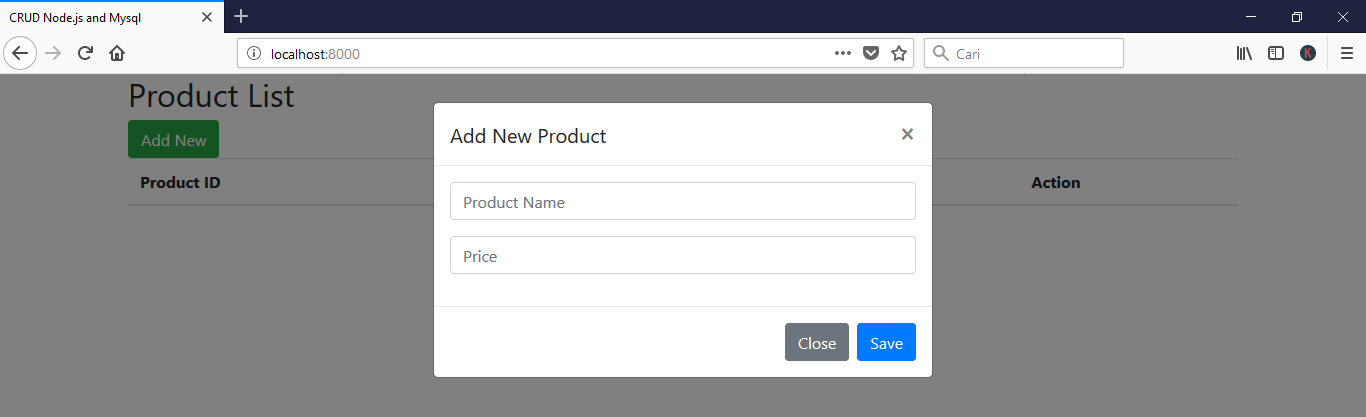 CRUD Node.js and Mysql
localhost:8000
Cari
K
Product List
Add New
Product ID
Action
Add New Product
×
Product Name
Price
Close
Save